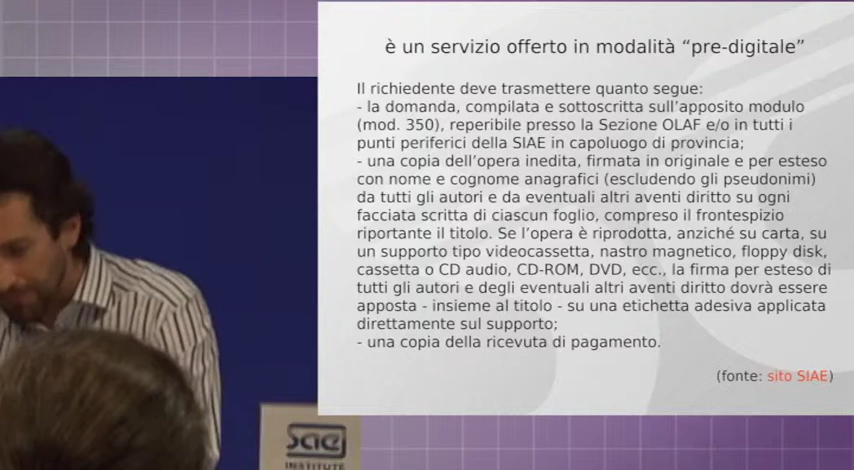 è un servizio offerto in modalità “pre-digitale”
Il richiedente deve trasmettere quanto segue:
- la domanda, compilata e sottoscritta sull’apposito modulo
(mod. 350), reperibile presso la Sezione OLAF e/o in tutti i
punti periferici della SIAE in capoluogo di provincia;
- una copia dell’opera inedita, firmata in originale e per esteso
con nome e cognome anagrafici (escludendo gli pseudonimi)
da tutti gli autori e da eventuali altri aventi diritto su ogni
facciata scritta di ciascun foglio, compreso il frontespizio
riportante il titolo. Se l’opera è riprodotta, anziché su carta, su
un supporto tipo videocassetta, nastro magnetico, floppy disk,
cassetta o CD audio, CD-ROM, DVD, ecc., la firma per esteso di
tutti gli autori e degli eventuali altri aventi diritto dovrà essere
apposta - insieme al titolo - su una etichetta adesiva applicata
direttamente sul supporto;
- una copia della ricevuta di pagamento.
(fonte: sito SIAE)
sae
INSTITUTE